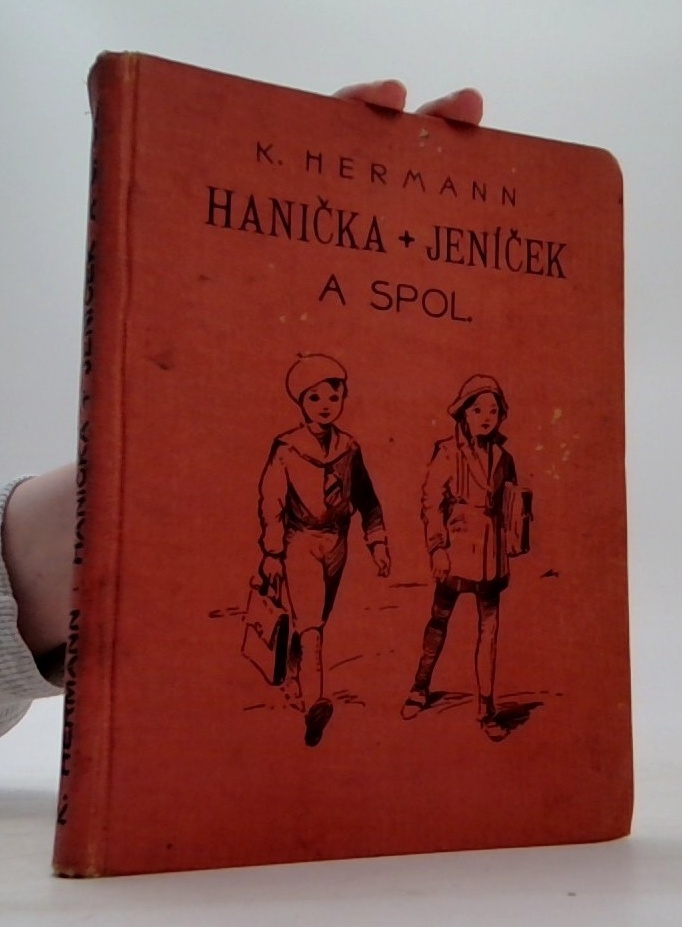 K. HERMANN
HANIČKA + JENÍČEK
A SPOL.
K. HERMANN · HANIČKA + JENÍČEK A